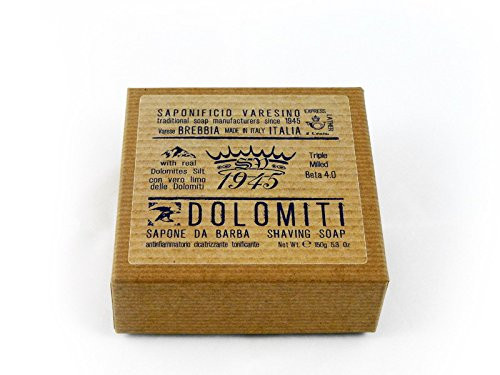 SAPONIFICIO VARESINO
traditional soap manufacturers since 1945
Varese BREBBIA MADE IN ITALY ITALIA
EXPRESS
LATHER
with real
Dolomites Silt
con vero limo
delle Dolomiti
SV
1945
Triple
Milled
Beta 4.0
DOLOMITI
SAPONE DA BARBA SHAVING SOAP
antinfiammatorio cicatrizzante tonificante
Net Wt. ℮ 150g 5.3 Oz